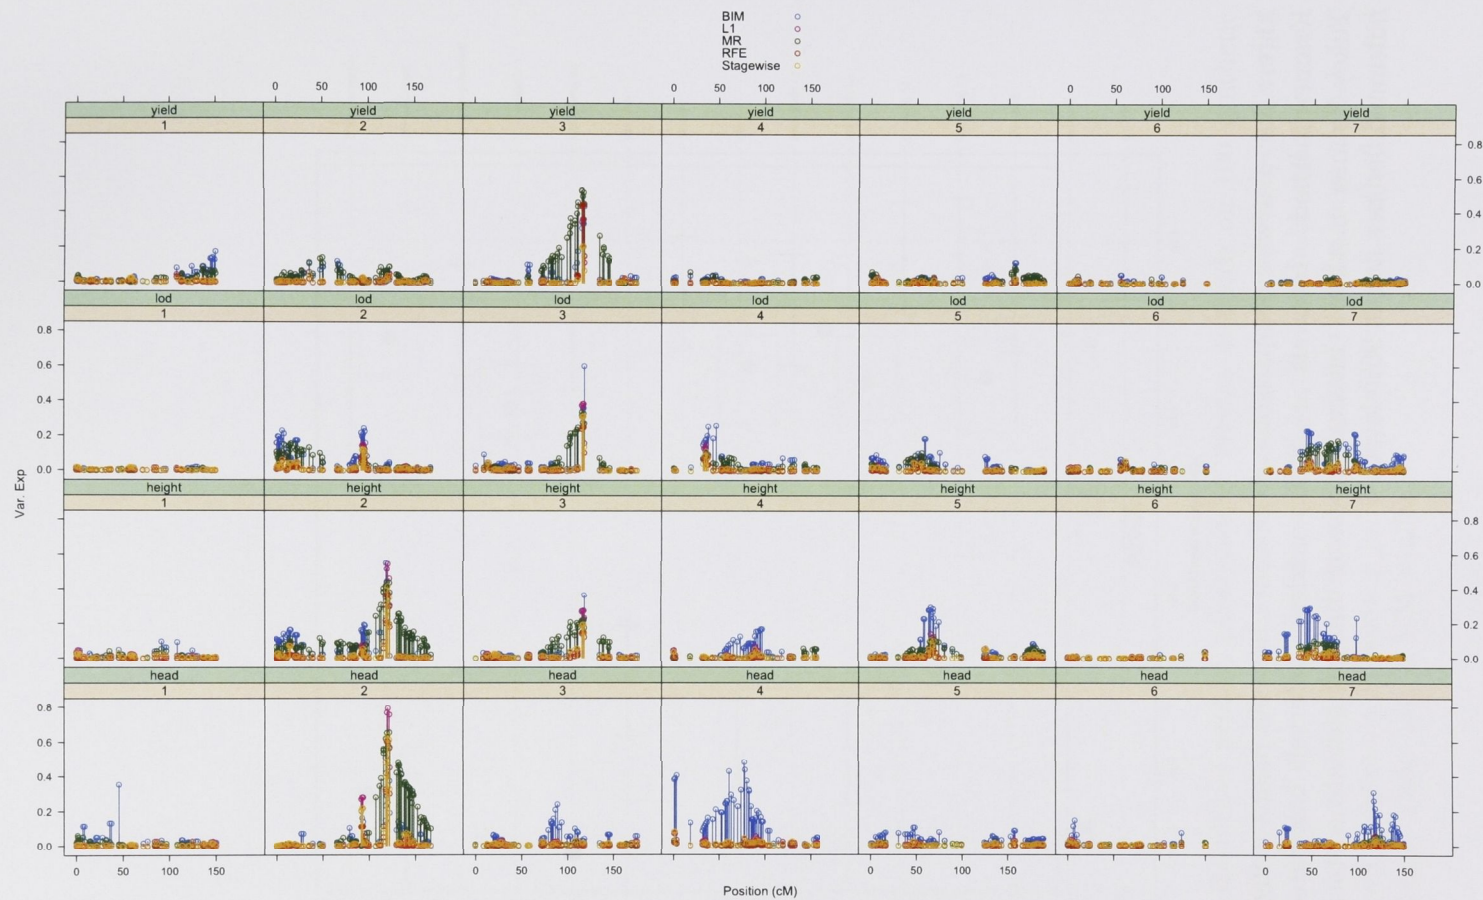 BIM
L1
MR
RFE
Stagewise
0 50 100 150
0 50 100 150
0 50 100 150
yield yield yield yield yield yield yield
1 2 3 4 5 6 7
0.8
0.6
0.4
0.2
0.0
lod lod lod lod lod lod lod
1 2 3 4 5 6 7
0.8
0.6
0.4
0.2
0.0
Var. Exp
height height height height height height height
1 2 3 4 5 6 7
0.8
0.6
0.4
0.2
0.0
head head head head head head head
1 2 3 4 5 6 7
0.8
0.6
0.4
0.2
0.0
0 50 100 150
0 50 100 150
0 50 100 150
0 50 100 150
Position (cM)